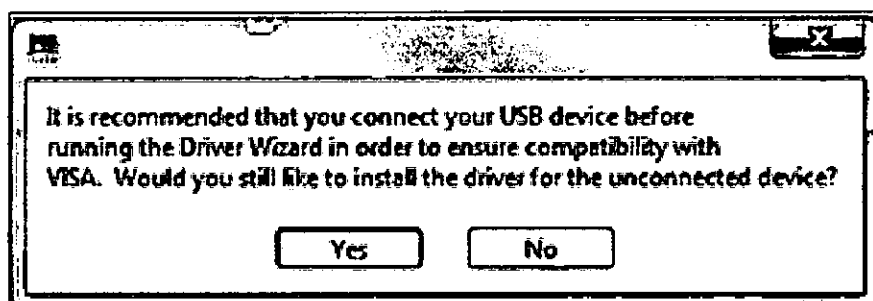 It is recommended that you connect your USB device before
running the Driver Wizard in order to ensure compatibility with
VISA. Would you still like to install the driver for the unconnected device?
Yes
No